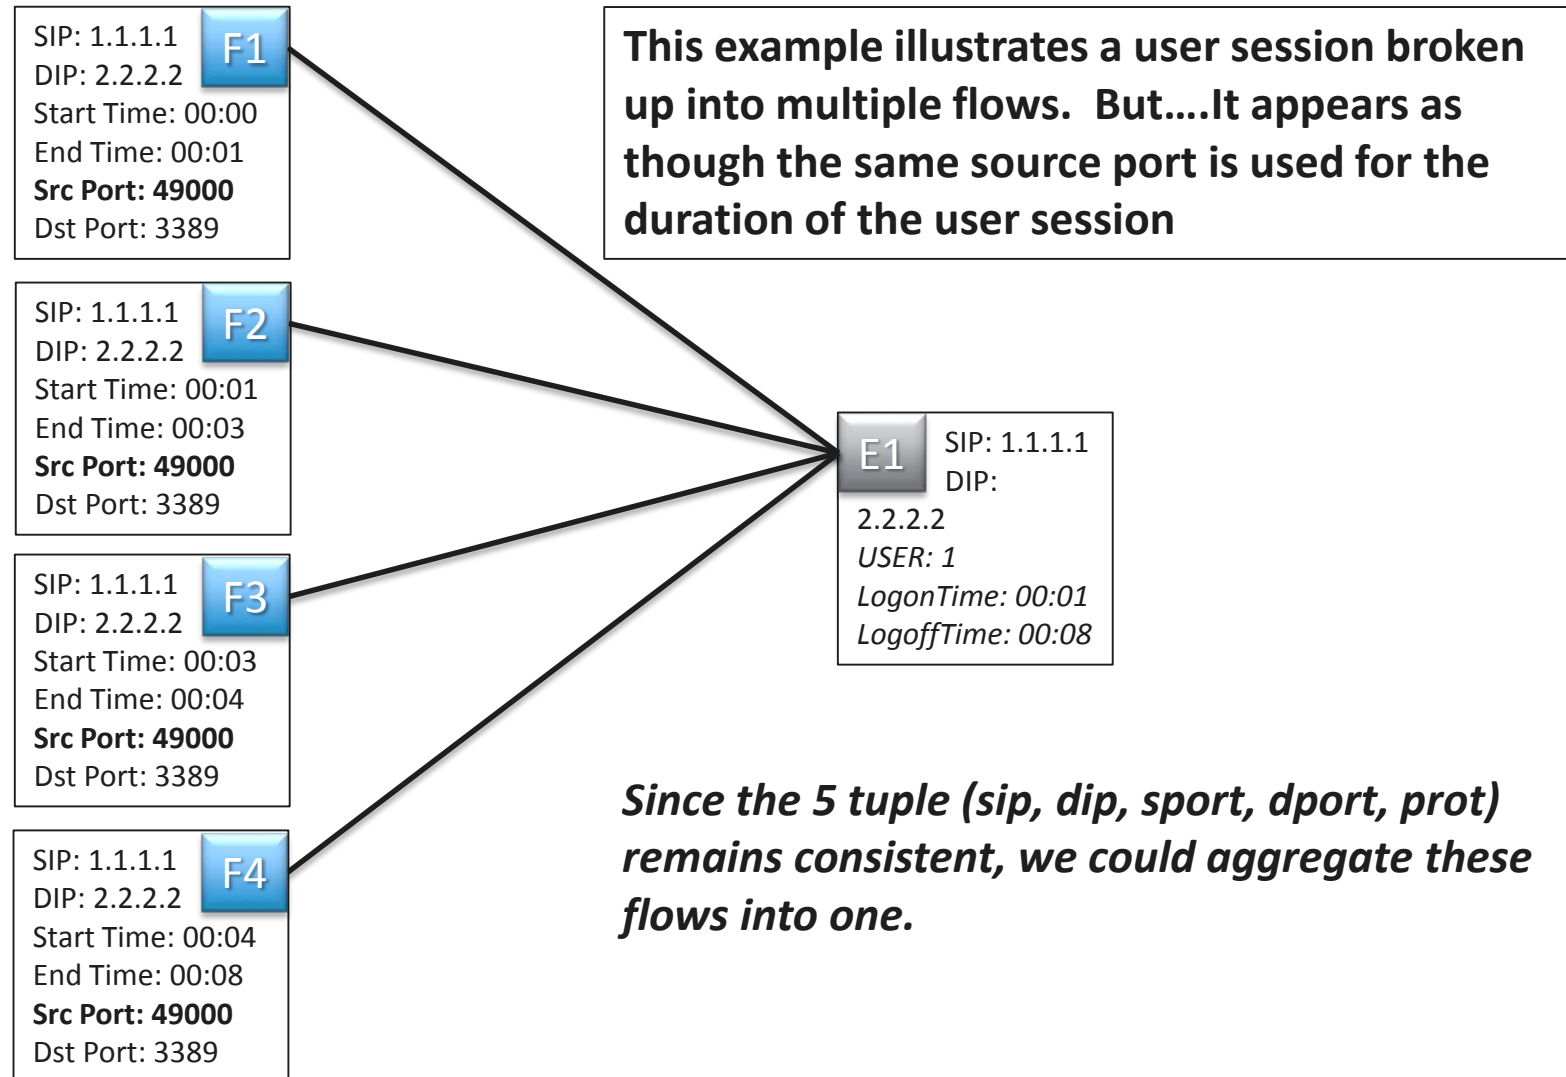 SIP: 1.1.1.1
F1
DIP: 2.2.2.2
Start Time: 00:00
End Time: 00:01
Src Port: 49000
Dst Port: 3389
This example illustrates a user session broken
up into multiple flows.  But....It appears as
though the same source port is used for the
duration of the user session
SIP: 1.1.1.1
F2
DIP: 2.2.2.2
Start Time: 00:01
End Time: 00:03
Src Port: 49000
Dst Port: 3389
SIP: 1.1.1.1
F3
DIP: 2.2.2.2
Start Time: 00:03
End Time: 00:04
Src Port: 49000
Dst Port: 3389
SIP: 1.1.1.1
F4
DIP: 2.2.2.2
Start Time: 00:04
End Time: 00:08
Src Port: 49000
Dst Port: 3389
E1
SIP: 1.1.1.1
DIP:
2.2.2.2
USER: 1
LogonTime: 00:01
LogoffTime: 00:08
Since the 5 tuple (sip, dip, sport, dport, prot)
remains consistent, we could aggregate these
flows into one.